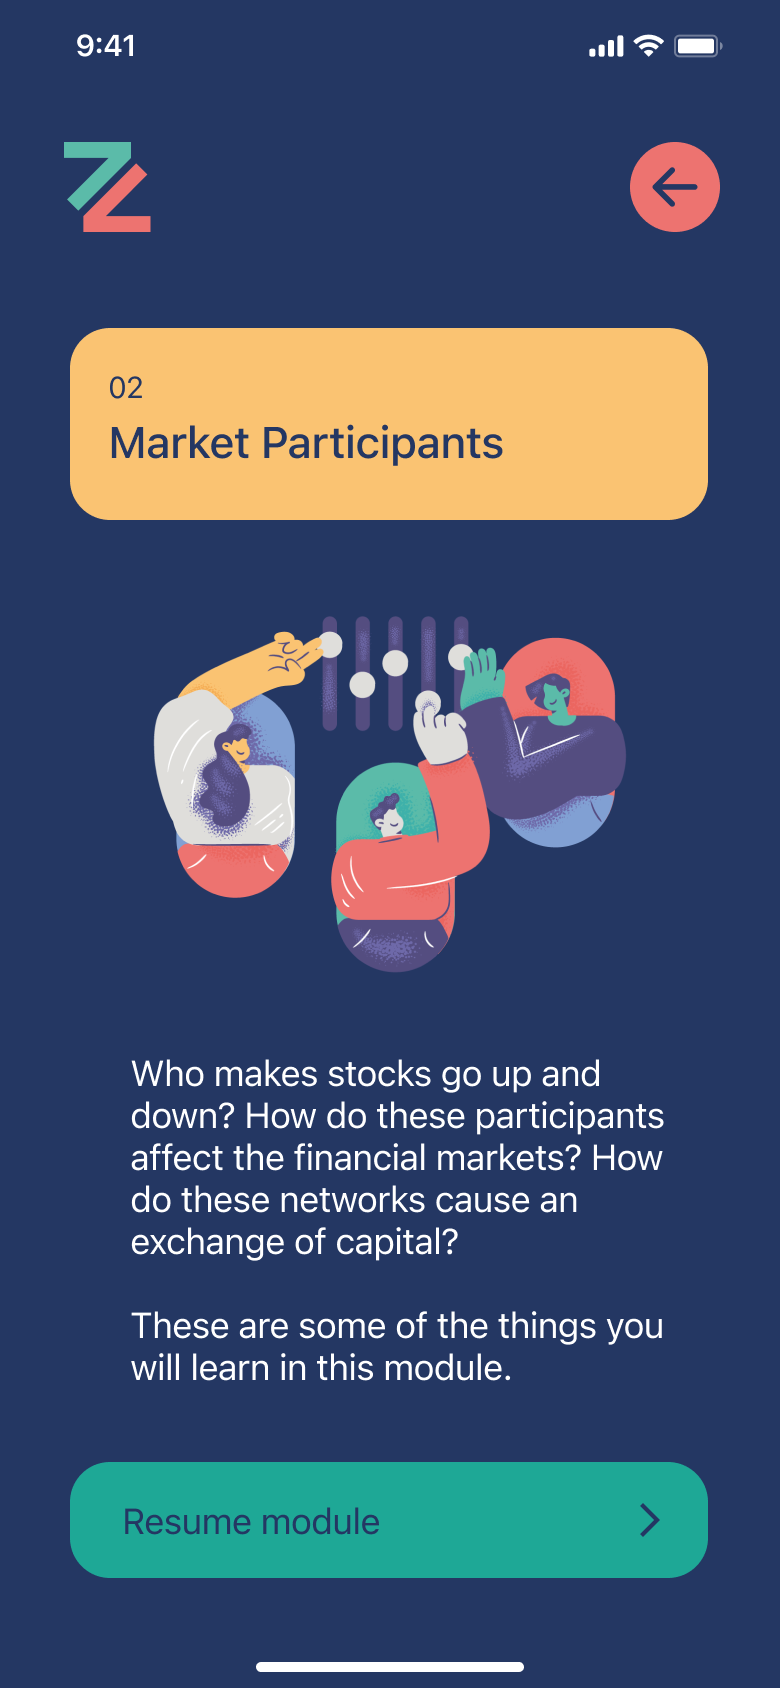 9:41
02
Market Participants
Who makes stocks go up and
down? How do these participants
affect the financial markets? How
do these networks cause an
exchange of capital?
These are some of the things you
will learn in this module.
Resume module